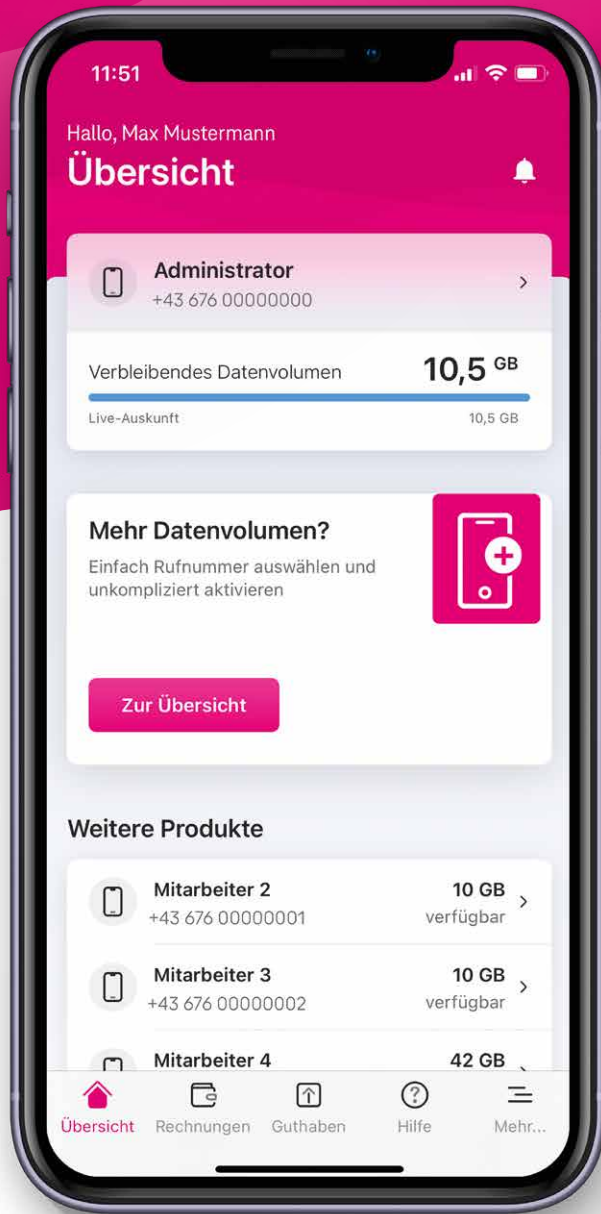 11:51
Hallo, Max Mustermann
Übersicht
Administrator
+43 676 00000000
Verbleibendes Datenvolumen 10,5 GB
Live-Auskunft 10,5 GB
Mehr Datenvolumen?
Einfach Rufnummer auswählen und
unkompliziert aktivieren
Zur Übersicht
Weitere Produkte
Mitarbeiter 2 10 GB
+43 676 00000001 verfügbar
Mitarbeiter 3 10 GB
+43 676 00000002 verfügbar
Mitarbeiter 4 42 GB
Übersicht Rechnungen Guthaben Hilfe Mehr...